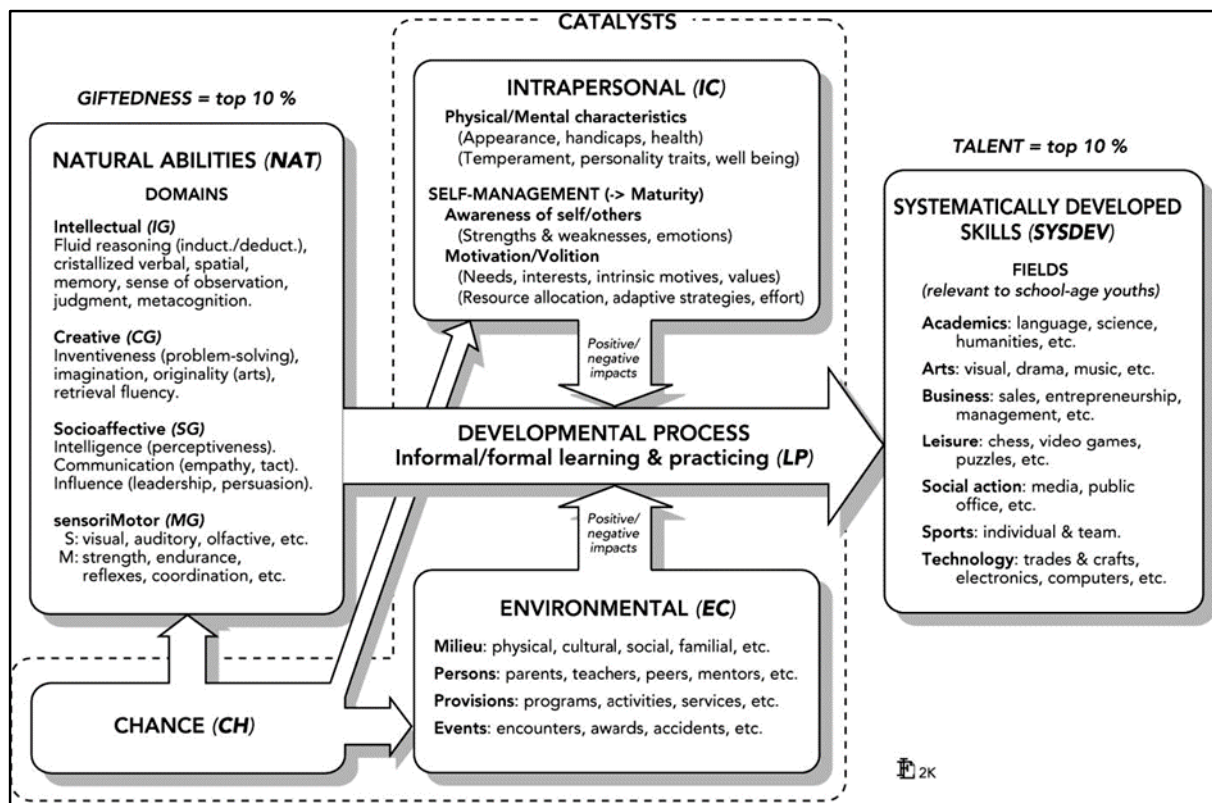 CATALYSTS
GIFTEDNESS = top 10 %
NATURAL ABILITIES (NAT)
DOMAINS
Intellectual (IG)
Fluid reasoning (induct./deduct.),
cristallized verbal, spatial,
memory, sense of observation,
judgment, metacognition.
Creative (CG)
Inventiveness (problem-solving),
imagination, originality (arts),
retrieval fluency.
Socioaffective (SG)
Intelligence (perceptiveness).
Communication (empathy, tact).
Influence (leadership, persuasion).
sensoriMotor (MG)
S: visual, auditory, olfactive, etc.
M: strength, endurance,
reflexes, coordination, etc.
CHANCE (CH)
INTRAPERSONAL (IC)
Physical/Mental characteristics
(Appearance, handicaps, health)
(Temperament, personality traits, well being)
SELF-MANAGEMENT (-> Maturity)
Awareness of self/others
(Strengths & weaknesses, emotions)
Motivation/Volition
(Needs, interests, intrinsic motives, values)
(Resource allocation, adaptive strategies, effort)
Positive/
negative
impacts
DEVELOPMENTAL PROCESS
Informal/formal learning & practicing (LP)
Positive/
negative
impacts
ENVIRONMENTAL (EC)
Milieu: physical, cultural, social, familial, etc.
Persons: parents, teachers, peers, mentors, etc.
Provisions: programs, activities, services, etc.
Events: encounters, awards, accidents, etc.
TALENT = top 10 %
SYSTEMATICALLY DEVELOPED
SKILLS (SYSDEV)
FIELDS
(relevant to school-age youths)
Academics: language, science,
humanities, etc.
Arts: visual, drama, music, etc.
Business: sales, entrepreneurship,
management, etc.
Leisure: chess, video games,
puzzles, etc.
Social action: media, public
office, etc.
Sports: individual & team.
Technology: trades & crafts,
electronics, computers, etc.
2K